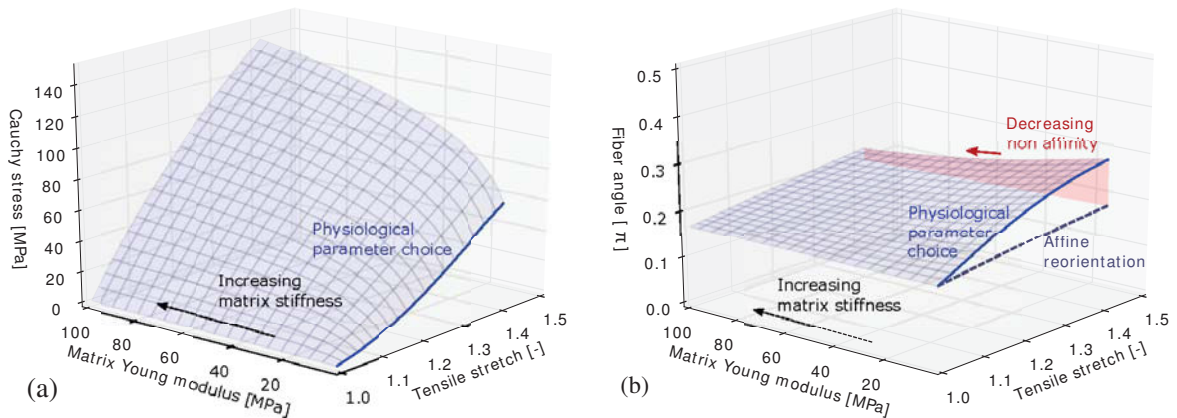 140
120
100
80
60
40
20
0
Cauchy stress [MPa]
Physiological
parameter choice
Increasing
matrix stiffness
100
80
60
40
20
Matrix Young modulus [MPa]
1.0
1.1
1.2
1.3
1.4
1.5
Tensile stretch [-]
(a)
0.5
0.4
0.3
0.2
0.1
0.0
Fiber angle [ π]
Decreasing
non affinity
Physiological
parameter
choice
Affine
reorientation
Increasing
matrix stiffness
100
80
60
40
20
Matrix Young modulus [MPa]
1.0
1.1
1.2
1.3
1.4
1.5
Tensile stretch [-]
(b)